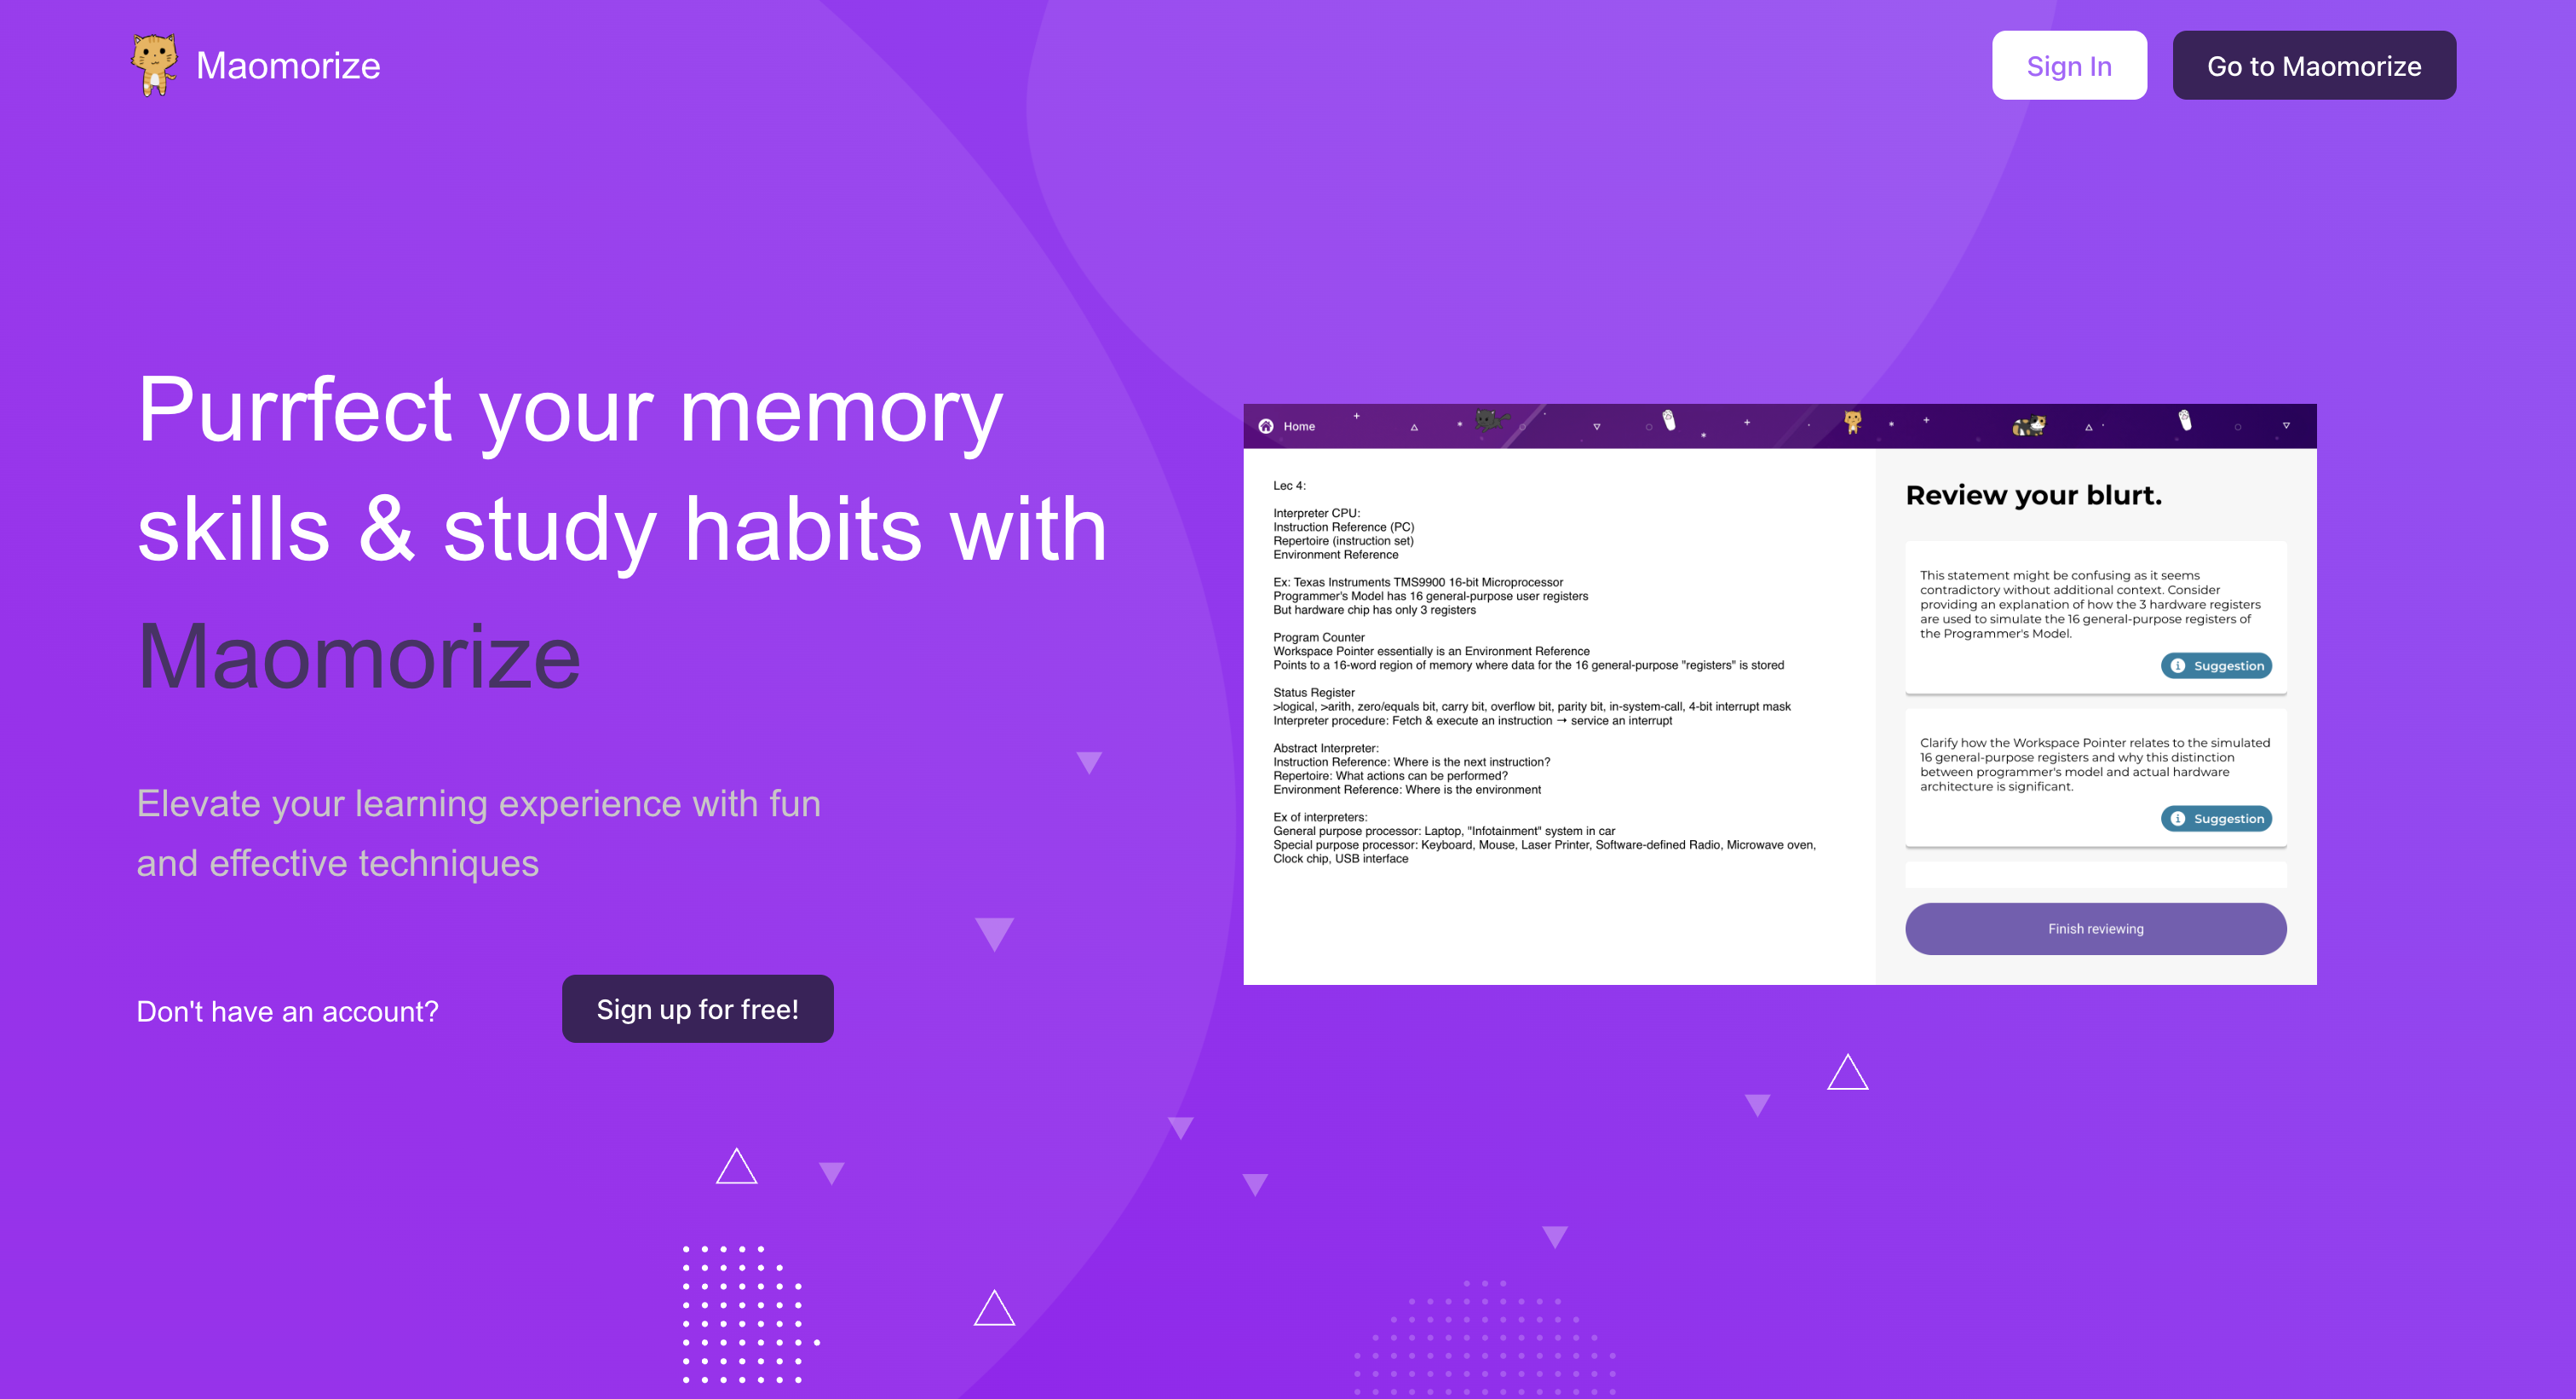 Maomorize
Sign In
Go to Maomorize
Purrfect your memory
skills & study habits with
Maomorize
Elevate your learning experience with fun
and effective techniques
Don't have an account?
Sign up for free!
Home
Lec 4:
Interpreter CPU:
Instruction Reference (PC)
Repertoire (instruction set)
Environment Reference
Ex: Texas Instruments TMS9900 16-bit Microprocessor
Programmer's Model has 16 general-purpose user registers
But hardware chip has only 3 registers
Program Counter
Workspace Pointer essentially is an Environment Reference
Points to a 16-word region of memory where data for the 16 general-purpose "registers" is stored
Status Register
>logical, >arith, zero/equals bit, carry bit, overflow bit, parity bit, in-system-call, 4-bit interrupt mask
Interpreter procedure: Fetch & execute an instruction → service an interrupt
Abstract Interpreter:
Instruction Reference: Where is the next instruction?
Repertoire: What actions can be performed?
Environment Reference: Where is the environment
Ex of interpreters:
General purpose processor: Laptop, "Infotainment" system in car
Special purpose processor: Keyboard, Mouse, Laser Printer, Software-defined Radio, Microwave oven,
Clock chip, USB interface
Review your blurt.
This statement might be confusing as it seems
contradictory without additional context. Consider
providing an explanation of how the 3 hardware registers
are used to simulate the 16 general-purpose registers of
the Programmer's Model.
Suggestion
Clarify how the Workspace Pointer relates to the simulated
16 general-purpose registers and why this distinction
between programmer's model and actual hardware
architecture is significant.
Suggestion
Finish reviewing